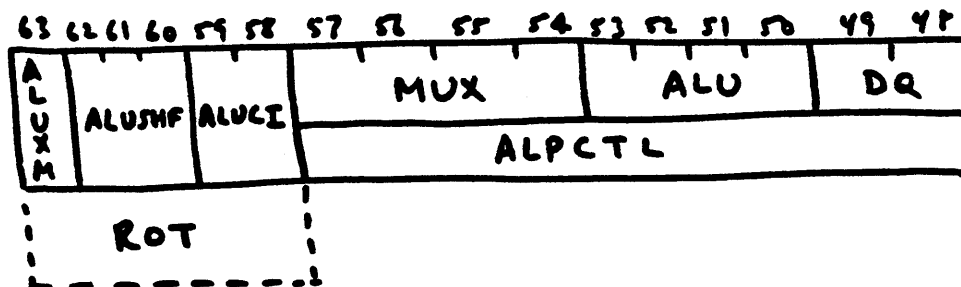 63 62 61 60 59 58 57 56 55 54 53 52 51 50 49 48
ALUXM ALUSHF ALUCI MUX ALU DQ
ALPCTL
ROT